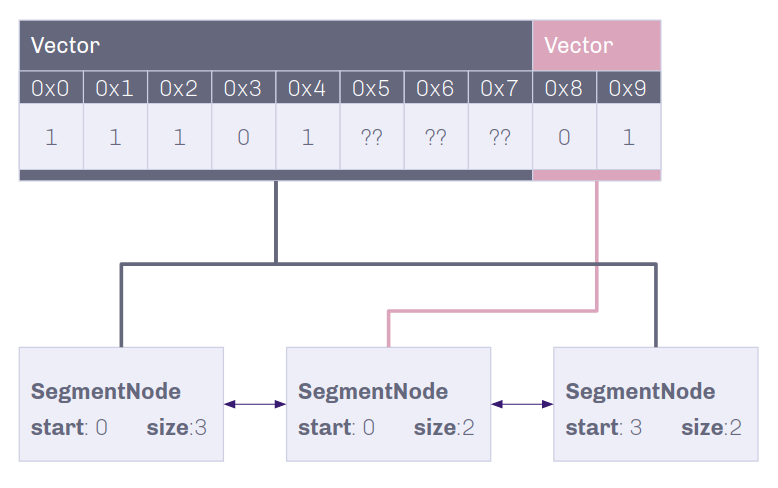 Vector Vector
0x0 0x1 0x2 0x3 0x4 0x5 0x6 0x7 0x8 0x9
1 1 1 0 1 ?? ?? ?? 0 1
SegmentNode SegmentNode SegmentNode
start: 0 size:3 start: 0 size:2 start: 3 size:2